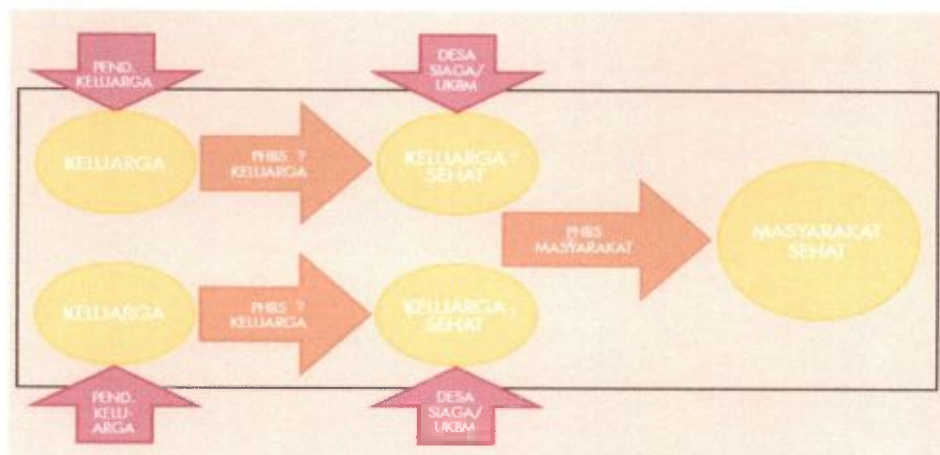 PEND.
KELUARGA
DESA
SIAGA/
UKBM
KELUARGA
PHBS ?
KELUARGA
KELUARGA =
SEHAT
PHBS
MASYARAKAT
MASYARAKAT
SEHAT
KELUARGA
PHBS ?
KELUARGA
KELUARGA =
SEHAT
PEND.
KELU-
ARGA
DESA
SIAGA/
UKBM